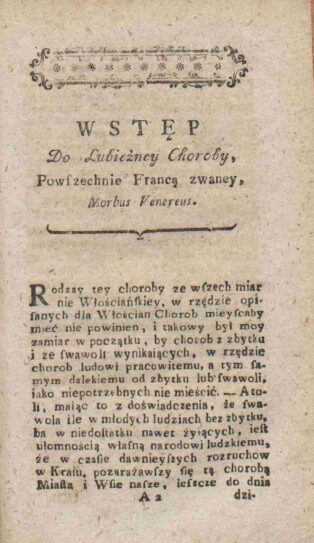 WSTĘP
Do Lubieżney Choroby,
Powſzechnie Francą zwaney,
Morbus Venereus.
Rodzay tey choroby ze wſzech miar
nie Włościańſkiey, w rzędzie opi-
ſanych dla Włościan Chorob mieyſcaby
mieć nie powinien, i takowy był moy
zamiar w początku, by chorob z zbytku
i ze ſwawoli wynikaiących, w rzędzie
chorob ludowi pracowitemu, a tym ſa-
mym dalekiemu od zbytku lub ſwawoli,
iako niepotrzebnych nie mieścić. — Ato-
li, maiąc to z doświadczenia, że ſwa-
wola ile w młodych ludziach bez zbytku,
ba w niedoſtatku nawet żyiących, ieſt
ułomnością właſną narodowi ludzkiemu,
że w czaſie dawnieyſzych rozruchow
w Kraiu, pozarażawſzy ſię tą chorobą
Miaſta i Wſie naſze, ieſzcze do dnia
A 2 dzi-